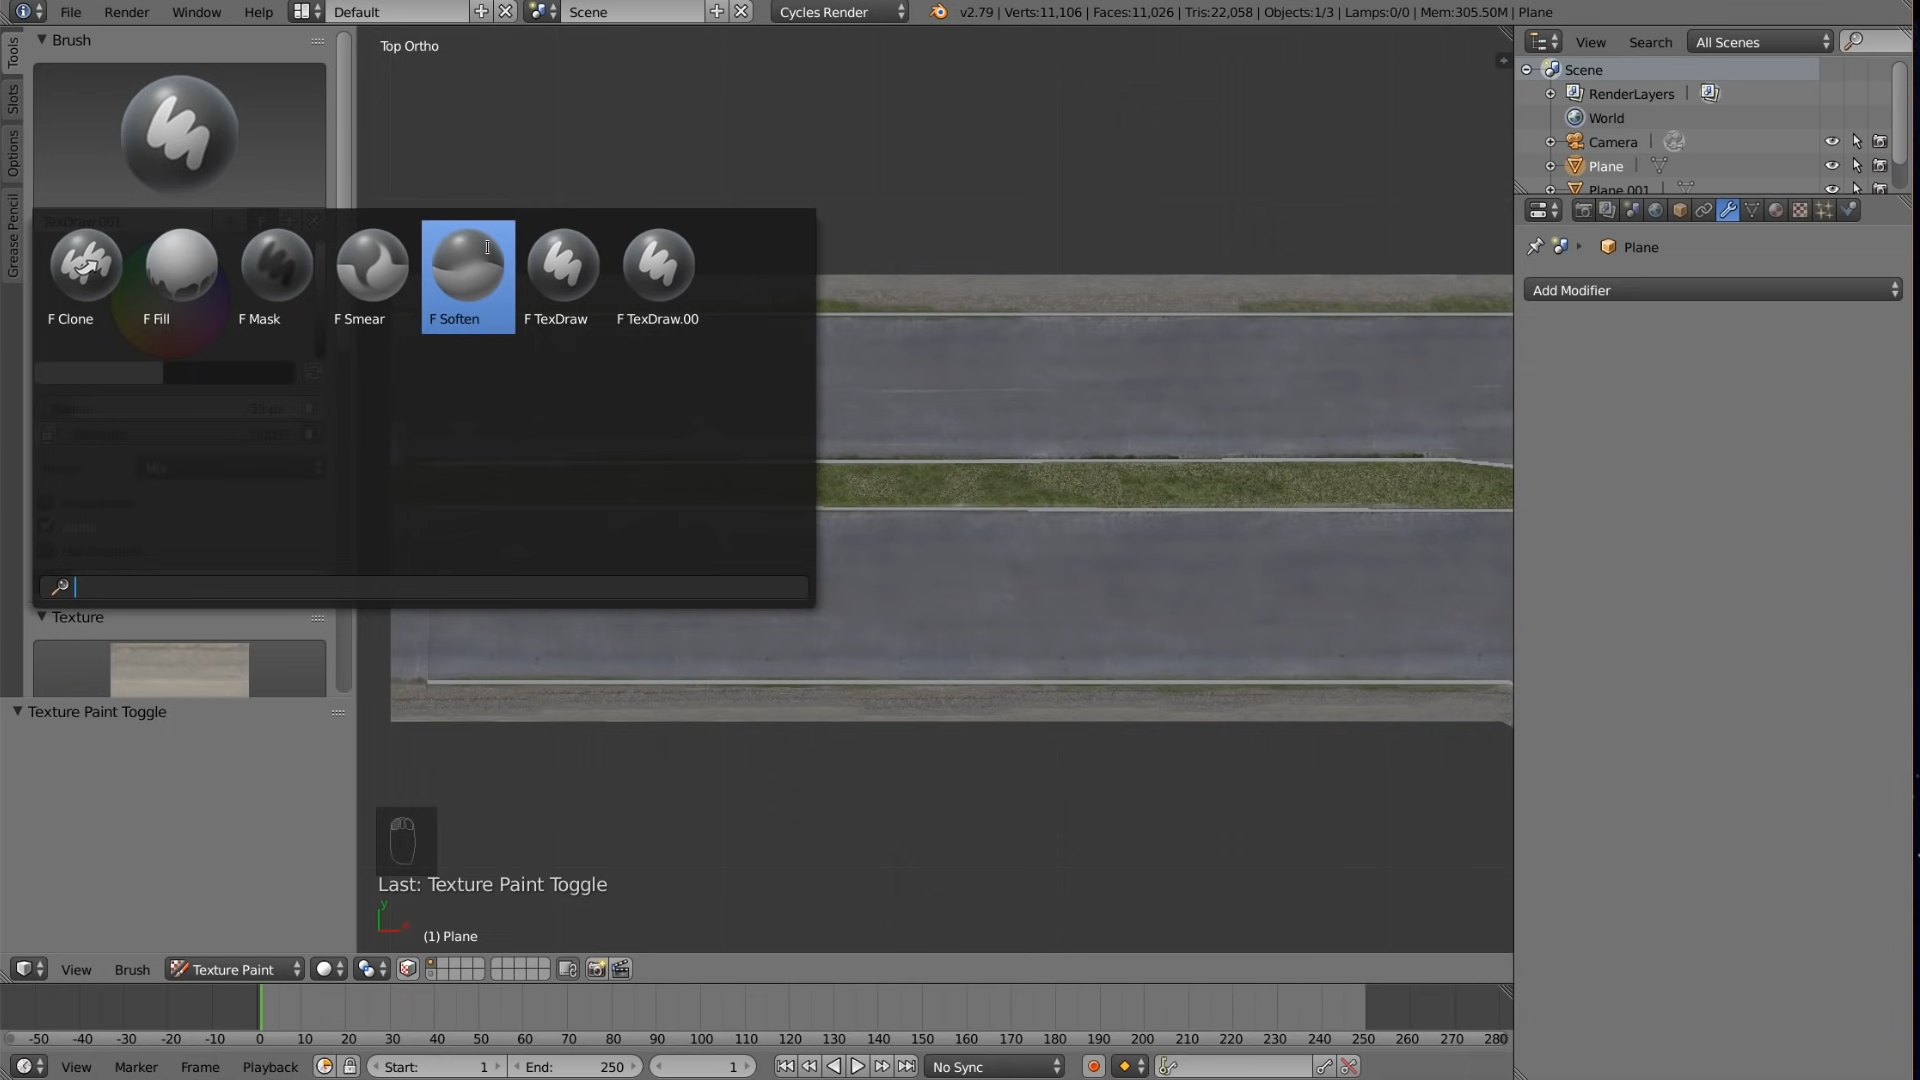 File Render Window Help Default Scene Cycles Render v2.79 | Verts:11,106 | Faces:11,026 | Tris:22,058 | Objects:1/3 | Lamps:0/0 | Mem:305.50M | Plane
Tools
Slots
Options
Grease Pencil
Brush
TexDraw.001
F Clone F Fill F Mask F Smear F Soften F TexDraw F TexDraw.00
Mix
Texture
Texture Paint Toggle
Top Ortho
Last: Texture Paint Toggle
y
(1) Plane
View Brush Texture Paint
View Search All Scenes
Scene
RenderLayers
World
Camera
Plane
Plane.001
Plane
Add Modifier
-50 -40 -30 -20 -10 0 10 20 30 40 50 60 70 80 90 100 110 120 130 140 150 160 170 180 190 200 210 220 230 240 250 260 270 280
View Marker Frame Playback Start: 1 End: 250 1 No Sync